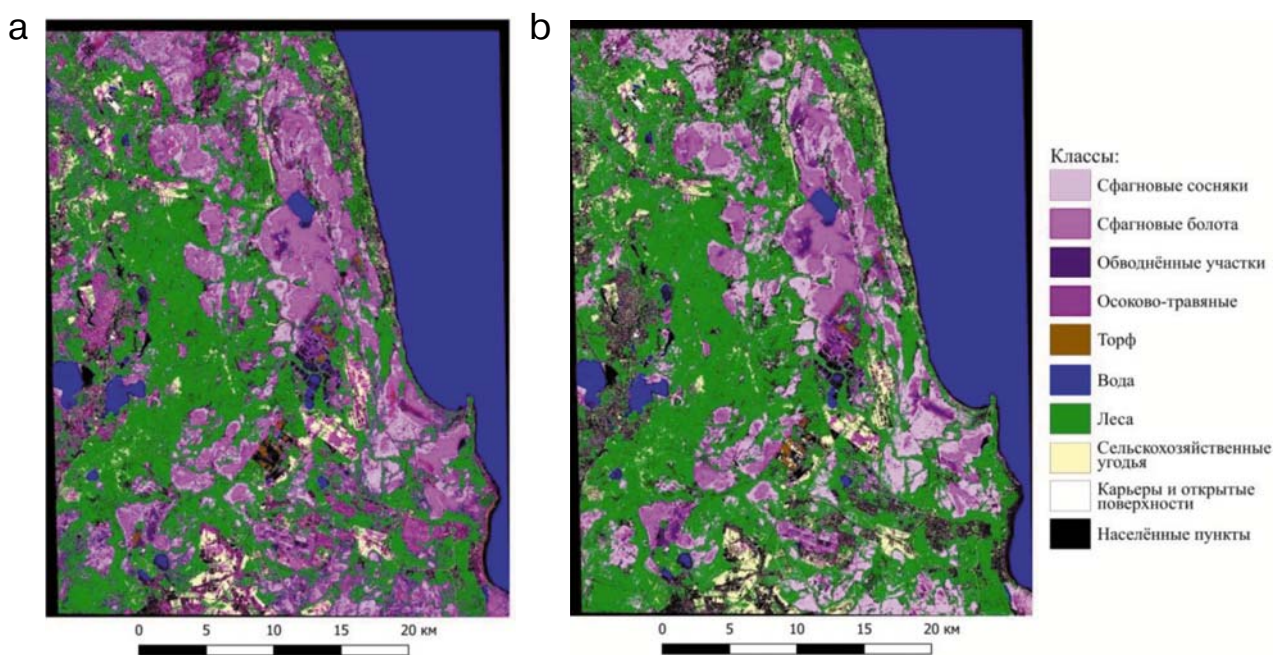 a
b
Классы:
Сфагновые сосняки
Сфагновые болота
Обводнённые участки
Осоково-травяные
Торф
Вода
Леса
Сельскохозяйственные
угодья
Карьеры и открытые
поверхности
Населённые пункты
0 5 10 15 20 км
0 5 10 15 20 км